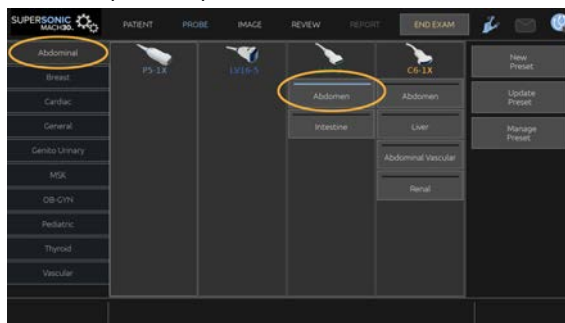 SUPERSONIC
MACH30.
PATIENT
PROBE
IMAGE
REVIEW
REPORT
END EXAM
Abdominal
Breast
Cardiac
General
Genito Urinary
MSK
OB-GYN
Pediatric
Thyroid
Vascular
P5-1X
LV16-5
C6-1X
Abdomen
Intestine
Abdomen
Liver
Abdominal Vascular
Renal
New
Preset
Update
Preset
Manage
Preset